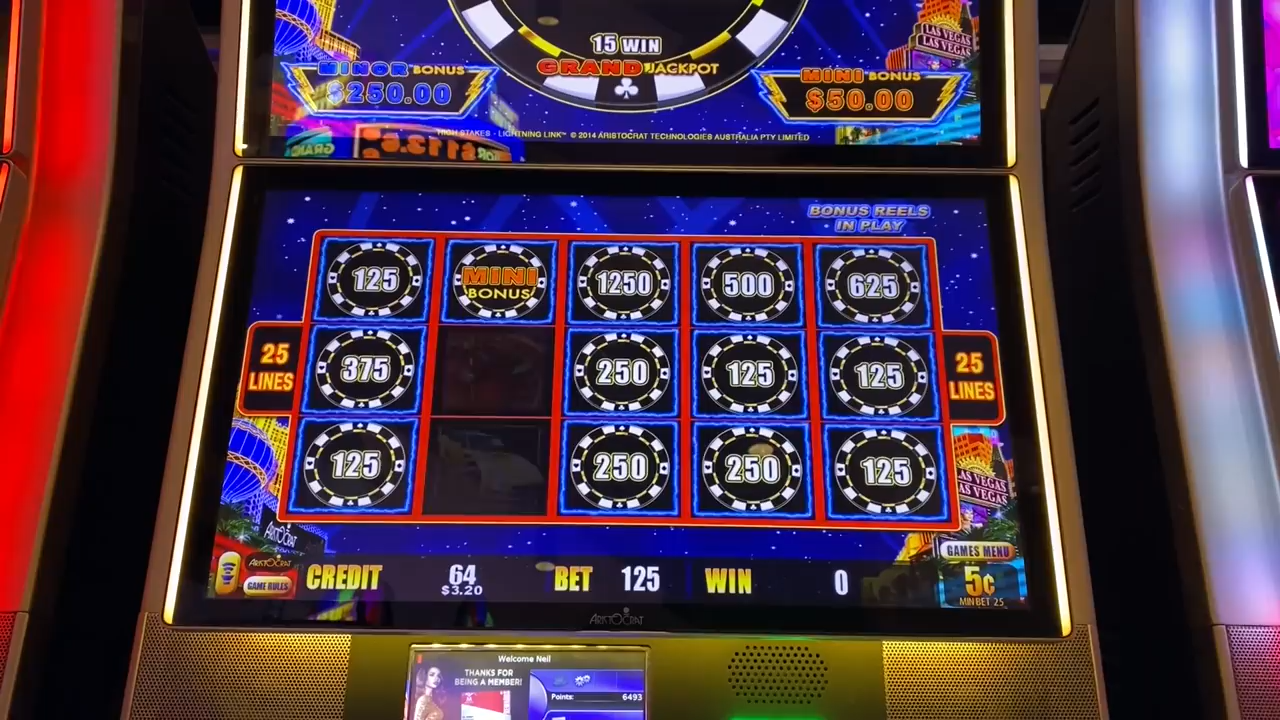 LAS VEGAS
LAS VEGAS
15 WIN
GRAND JACKPOT
MINOR BONUS
$250.00
MINI BONUS
$50.00
HIGH STAKES - LIGHTNING LINK™ © 2014 ARISTOCRAT TECHNOLOGIES AUSTRALIA PTY LIMITED
BONUS REELS
IN PLAY
125
MINI
BONUS
1250
500
625
25
LINES
375
250
125
125
25
LINES
125
250
250
125
LAS VEGAS
LAS VEGAS
ARISTOCRAT
ARISTOCRAT
GAME RULES
CREDIT
64
$3.20
BET
125
WIN
0
GAMES MENU
5¢
MIN BET 25
ARISTOCRAT
Welcome Neil
THANKS FOR
BEING A MEMBER!
Points:
6493